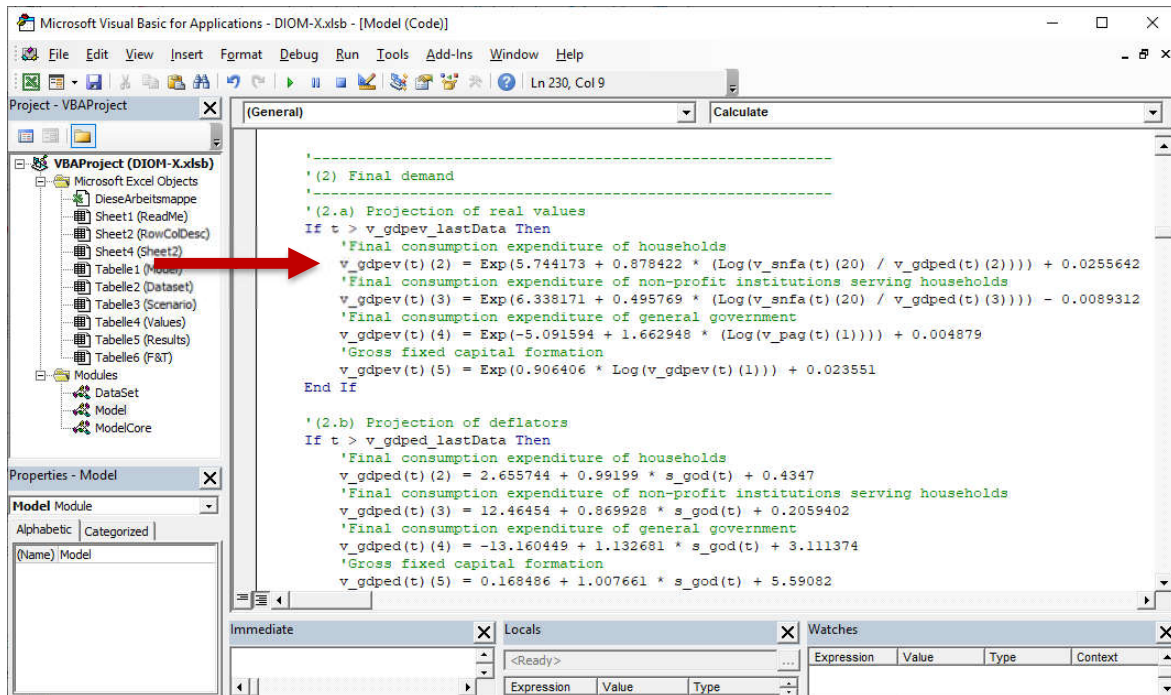 Microsoft Visual Basic for Applications - DIOM-X.xlsb - [Model (Code)]
File Edit View Insert Format Debug Run Tools Add-Ins Window Help
Ln 230, Col 9
Project - VBAProject
(General)
Calculate
VBAProject (DIOM-X.xlsb)
Microsoft Excel Objects
DieseArbeitsmappe
Sheet1 (ReadMe)
Sheet2 (RowColDesc)
Sheet4 (Sheet2)
Tabelle1 (Model)
Tabelle2 (Dataset)
Tabelle3 (Scenario)
Tabelle4 (Values)
Tabelle5 (Results)
Tabelle6 (F&T)
Modules
DataSet
Model
ModelCore
Properties - Model
Model Module
Alphabetic Categorized
(Name) Model
'-----------------------------------------------------------
'(2) Final demand
'-----------------------------------------------------------
'(2.a) Projection of real values
If t > v_gdpev_lastData Then
'Final consumption expenditure of households
v_gdpev(t)(2) = Exp(5.744173 + 0.878422 * (Log(v_snfa(t)(20) / v_gdped(t)(2)))) + 0.0255642
'Final consumption expenditure of non-profit institutions serving households
v_gdpev(t)(3) = Exp(6.338171 + 0.495769 * (Log(v_snfa(t)(20) / v_gdped(t)(3)))) - 0.0089312
'Final consumption expenditure of general government
v_gdpev(t)(4) = Exp(-5.091594 + 1.662948 * (Log(v_pag(t)(1)))) + 0.004879
'Gross fixed capital formation
v_gdpev(t)(5) = Exp(0.906406 * Log(v_gdpev(t)(1))) + 0.023551
End If
'(2.b) Projection of deflators
If t > v_gdped_lastData Then
'Final consumption expenditure of households
v_gdped(t)(2) = 2.655744 + 0.99199 * s_god(t) + 0.4347
'Final consumption expenditure of non-profit institutions serving households
v_gdped(t)(3) = 12.46454 + 0.869928 * s_god(t) + 0.2059402
'Final consumption expenditure of general government
v_gdped(t)(4) = -13.160449 + 1.132681 * s_god(t) + 3.111374
'Gross fixed capital formation
v_gdped(t)(5) = 0.168486 + 1.007661 * s_god(t) + 5.59082
Immediate
Locals
<Ready>
Expression Value Type
Watches
Expression Value Type Context